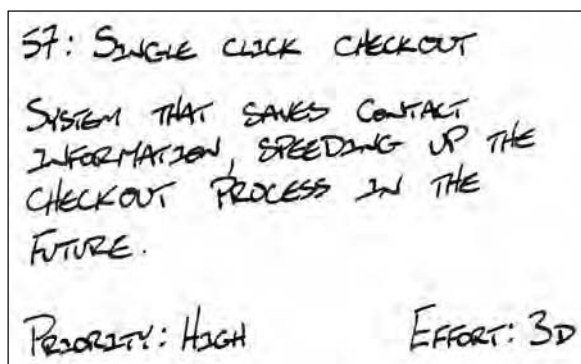 57: SINGLE CLICK CHECKOUT
SYSTEM THAT SAVES CONTACT
INFORMATION, SPEEDING UP THE
CHECKOUT PROCESS IN THE
FUTURE.
PRIORITY: HIGH EFFORT: 3D